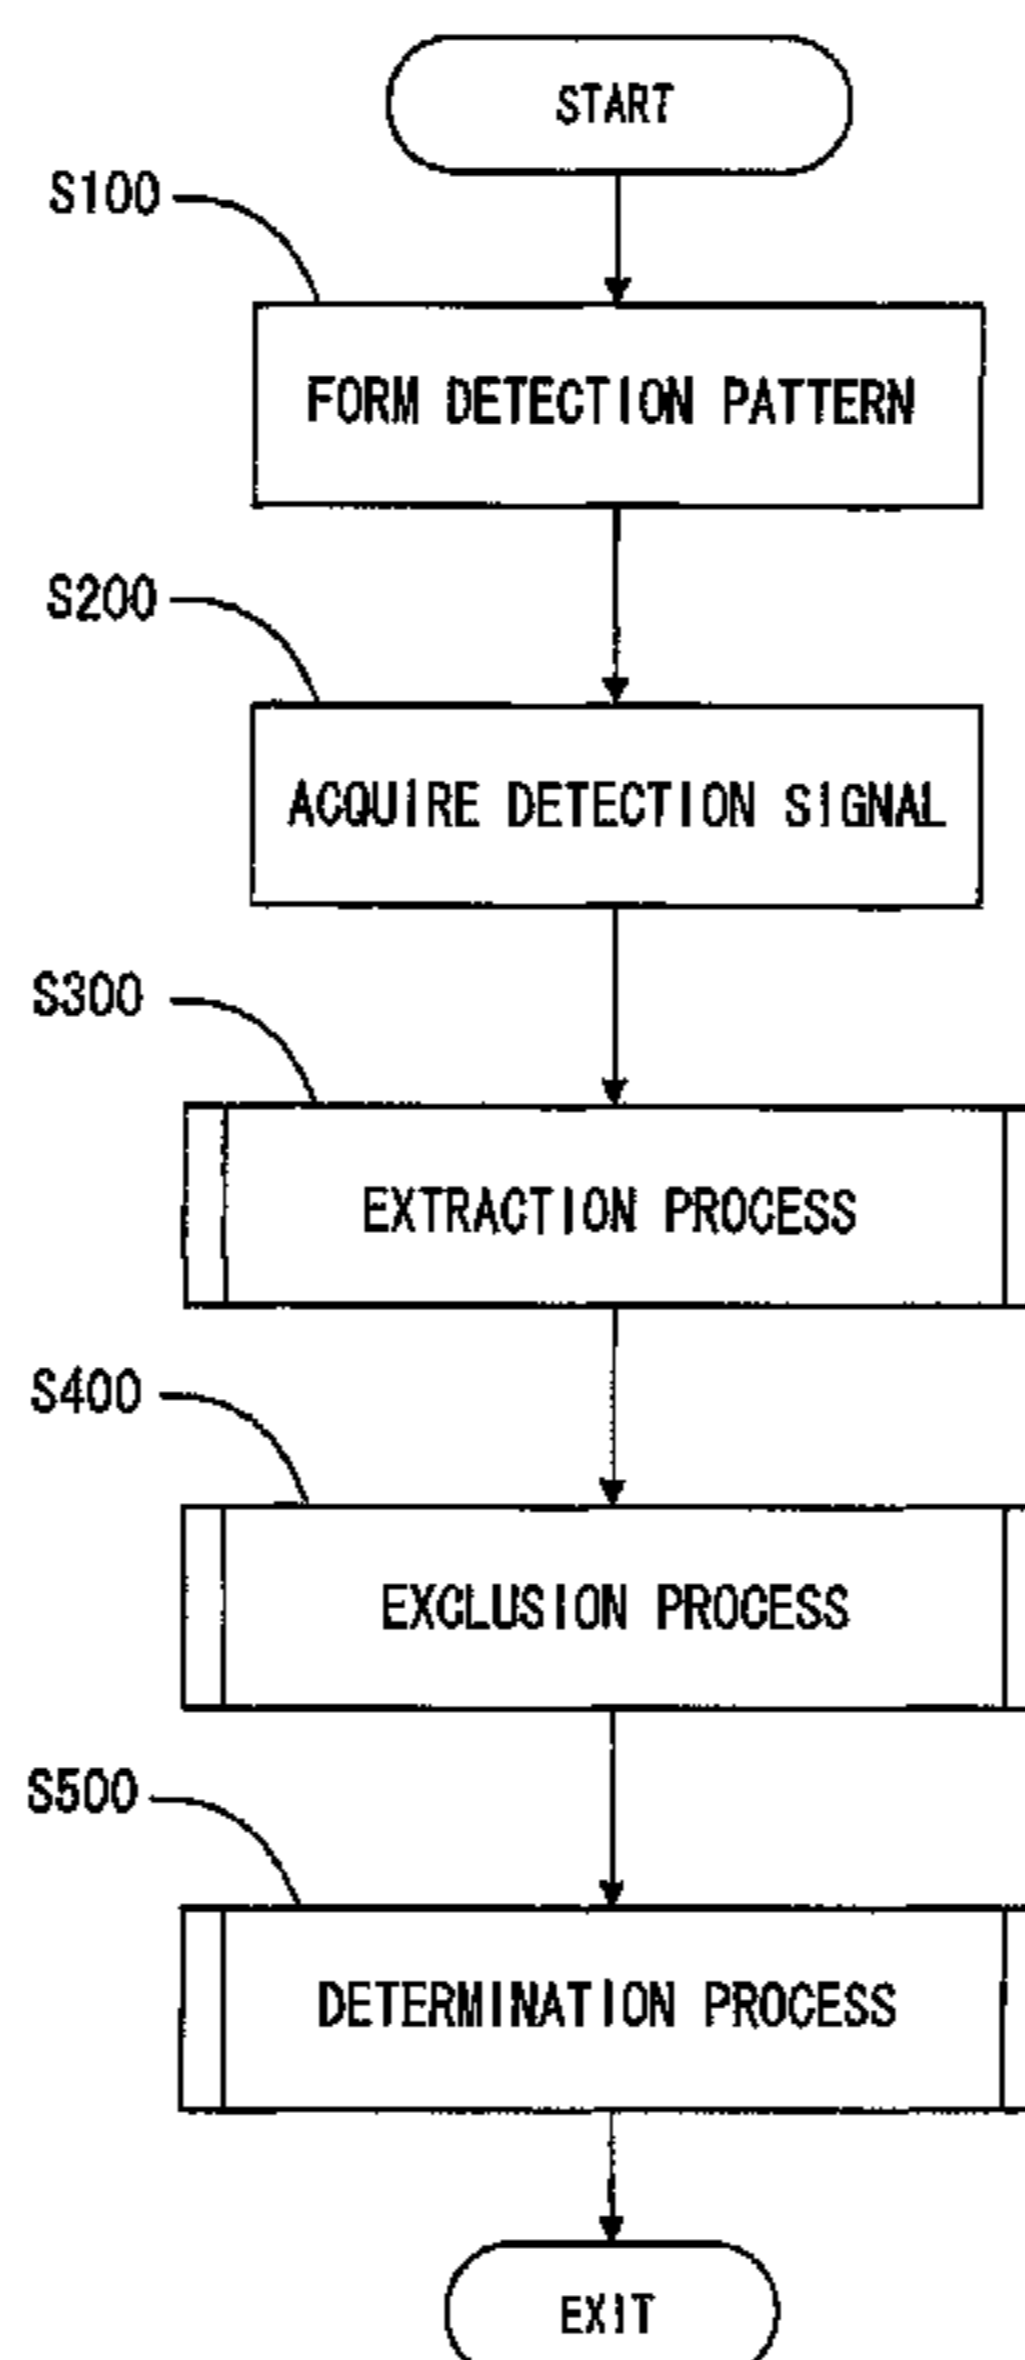 START
S100
FORM DETECTION PATTERN
S200
ACQUIRE DETECTION SIGNAL
S300
EXTRACTION PROCESS
S400
EXCLUSION PROCESS
S500
DETERMINATION PROCESS
EXIT